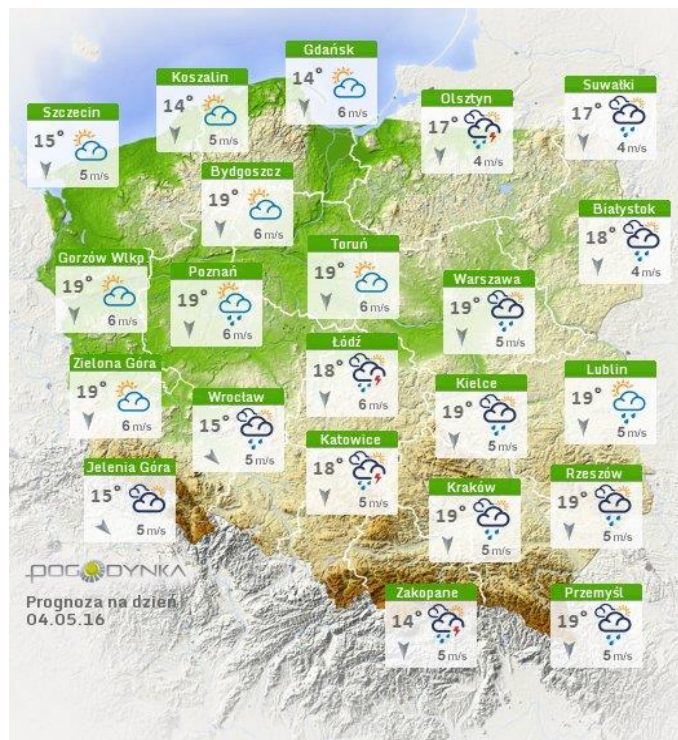 Gdańsk
14°
6 m/s
Koszalin
14°
5 m/s
Szczecin
15°
5 m/s
Olsztyn
17°
4 m/s
Suwałki
17°
4 m/s
Bydgoszcz
19°
6 m/s
Białystok
18°
4 m/s
Gorzów Wlkp
19°
6 m/s
Poznań
19°
6 m/s
Toruń
19°
6 m/s
Warszawa
19°
5 m/s
Zielona Góra
19°
6 m/s
Wrocław
15°
5 m/s
Łódź
18°
6 m/s
Kielce
19°
5 m/s
Lublin
19°
5 m/s
Jelenia Góra
15°
5 m/s
Katowice
18°
5 m/s
Kraków
19°
5 m/s
Rzeszów
19°
5 m/s
POGODYNKA
Prognoza na dzień
04.05.16
Zakopane
14°
5 m/s
Przemyśl
19°
5 m/s